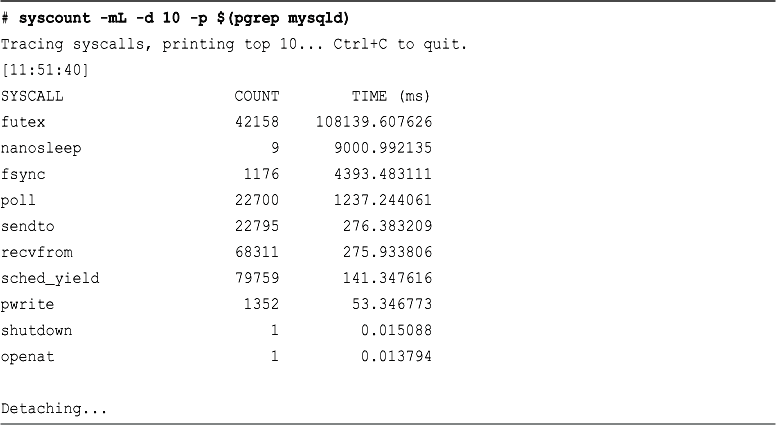 # syscount -mL -d 10 -p $(pgrep mysqld)
Tracing syscalls, printing top 10... Ctrl+C to quit.
[11:51:40]
SYSCALL                   COUNT        TIME (ms)
futex                     42158    108139.607626
nanosleep                     9      9000.992135
fsync                      1176      4393.483111
poll                      22700      1237.244061
sendto                    22795       276.383209
recvfrom                  68311       275.933806
sched_yield               79759       141.347616
pwrite                     1352        53.346773
shutdown                      1         0.015088
openat                        1         0.013794
Detaching...